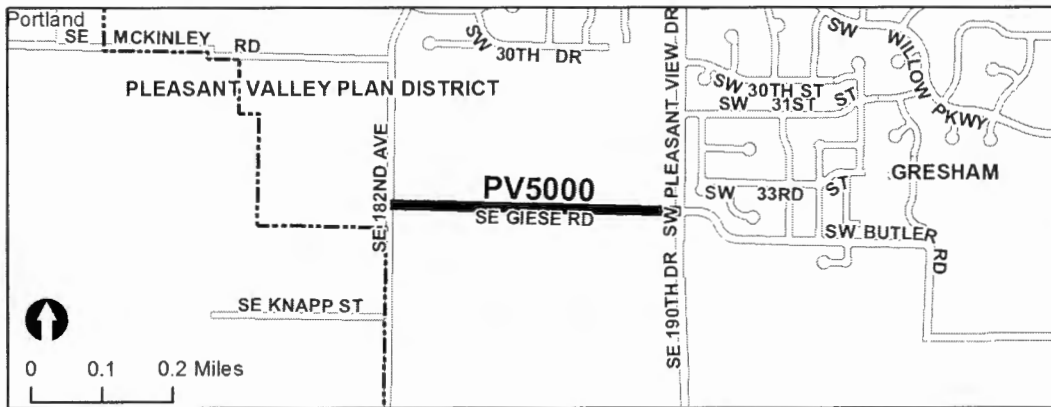 Portland
SE MCKINLEY RD
SW 30TH DR
SW WILLOW PKWY
PLEASANT VALLEY PLAN DISTRICT
SW 30TH ST
SW 31ST ST
SE 182ND AVE
SW PLEASANT VIEW DR
GRESHAM
PV5000
SW 33RD ST
SE GIESE RD
SW BUTLER RD
SE 190TH DR
SE KNAPP ST
0 0.1 0.2 Miles